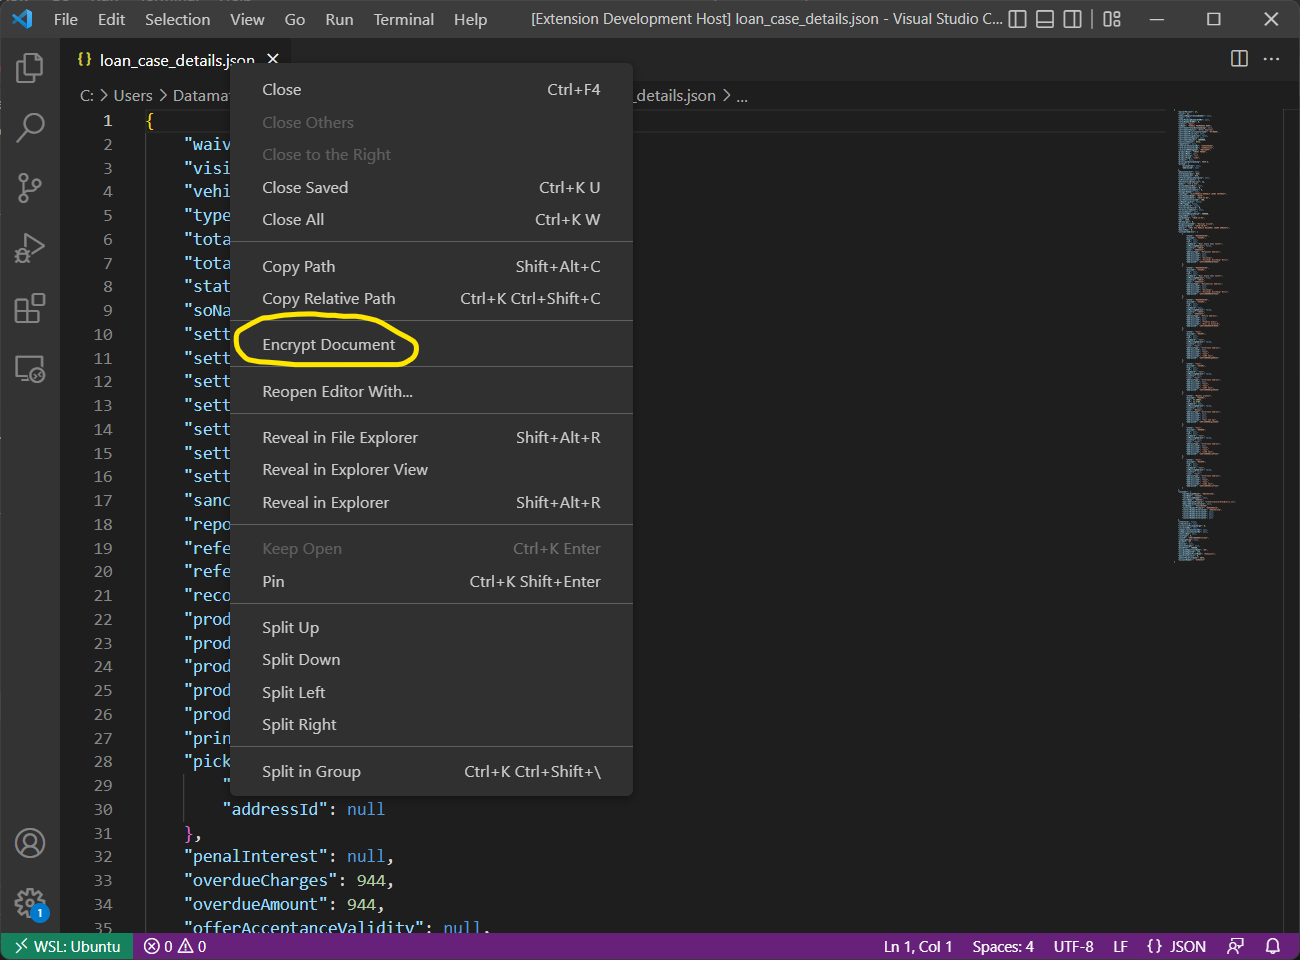 File Edit Selection View Go Run Terminal Help [Extension Development Host] loan_case_details.json - Visual Studio C...
{} loan_case_details.json
C: > Users > Datama _details.json > ...
1 {
2 "waiv
3 "visi
4 "vehi
5 "type
6 "tota
7 "tota
8 "stat
9 "soNa
10 "sett
11 "sett
12 "sett
13 "sett
14 "sett
15 "sett
16 "sett
17 "sanc
18 "repo
19 "refe
20 "refe
21 "reco
22 "prod
23 "prod
24 "prod
25 "prod
26 "prod
27 "prin
28 "pick
29 "
30 "addressId": null
31 },
32 "penalInterest": null,
33 "overdueCharges": 944,
34 "overdueAmount": 944,
35 "offerAcceptanceValidity": null,
Close Ctrl+F4
Close Others
Close to the Right
Close Saved Ctrl+K U
Close All Ctrl+K W
Copy Path Shift+Alt+C
Copy Relative Path Ctrl+K Ctrl+Shift+C
Encrypt Document
Reopen Editor With...
Reveal in File Explorer Shift+Alt+R
Reveal in Explorer View
Reveal in Explorer Shift+Alt+R
Keep Open Ctrl+K Enter
Pin Ctrl+K Shift+Enter
Split Up
Split Down
Split Left
Split Right
Split in Group Ctrl+K Ctrl+Shift+\
1
WSL: Ubuntu 0 0 Ln 1, Col 1 Spaces: 4 UTF-8 LF {} JSON